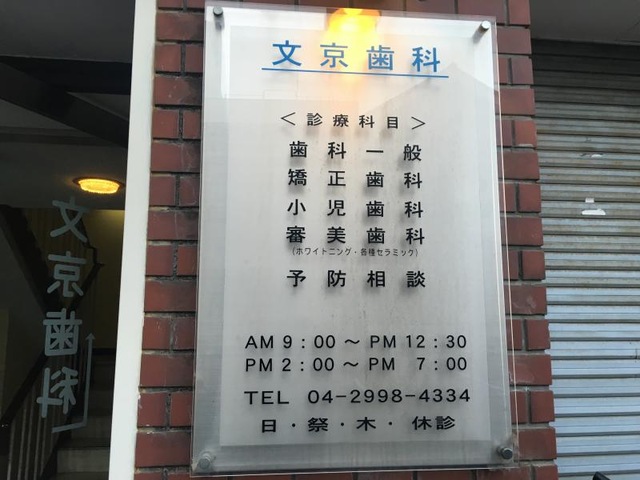 文京歯科
＜診療科目＞
歯科一般
矯正歯科
小児歯科
審美歯科
(ホワイトニング・各種セラミック)
予防相談
AM 9：00 ～ PM 12：30
PM 2：00 ～ PM 7：00
TEL 04-2998-4334
日・祭・木・休診
文京歯科